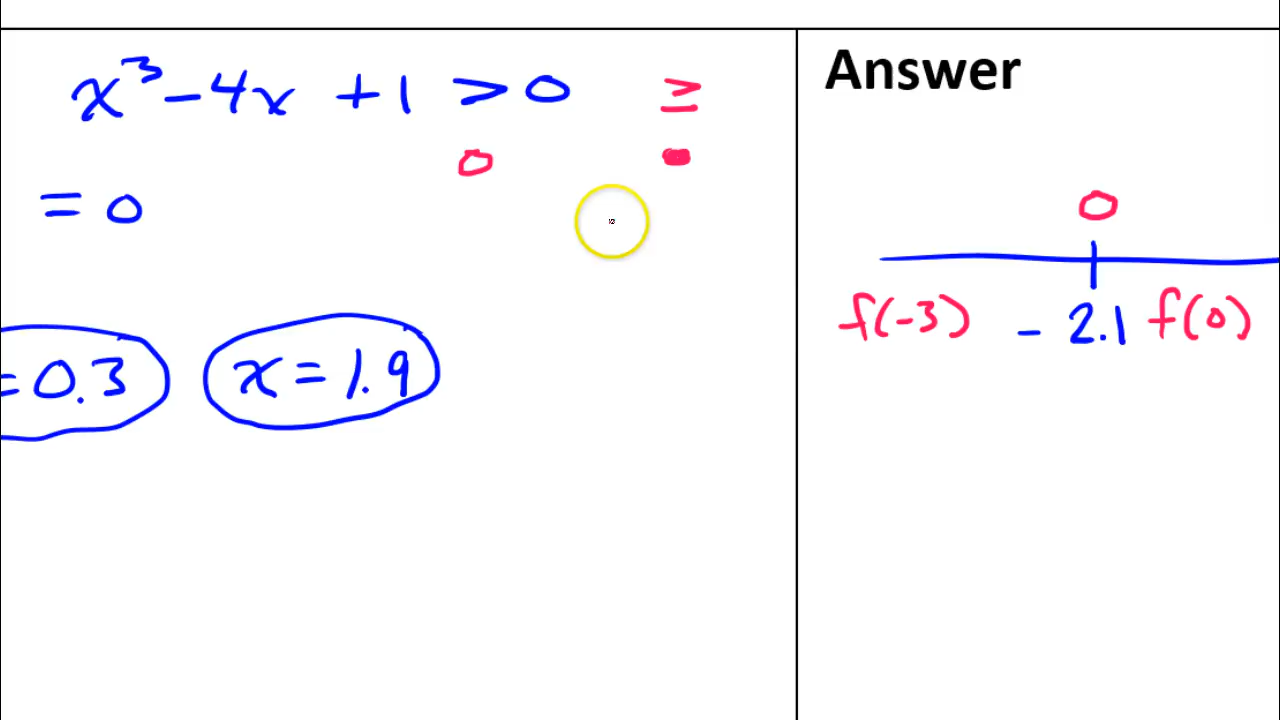 x³ - 4x + 1 > 0 ≥
= 0
= 0.3 x = 1.9
Answer
f(-3) - 2.1 f(0)